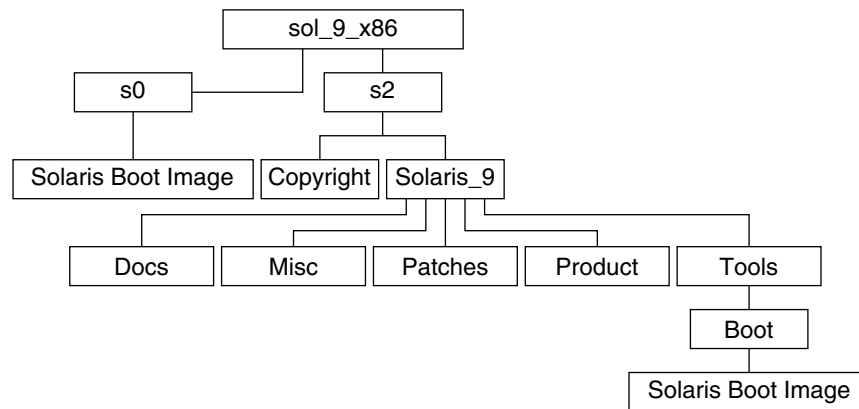 sol_9_x86
s0
s2
Solaris Boot Image
Copyright
Solaris_9
Docs
Misc
Patches
Product
Tools
Boot
Solaris Boot Image